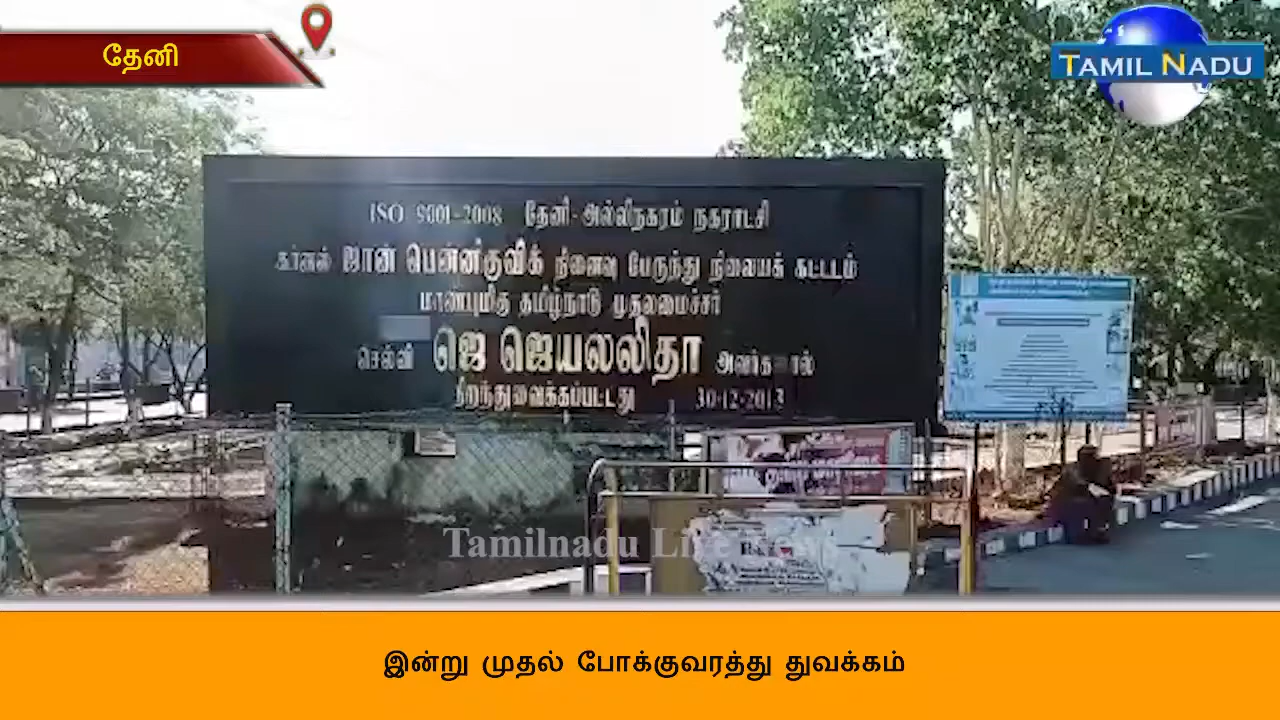 தேனி
TAMIL NADU
ISO 9001-2008 தேனி-அல்லிநகரம் நகராட்சி
கர்னல் ஜான் பென்னிகுவிக் நினைவு பேருந்து நிலையக் கட்டடம்
மாண்புமிகு தமிழ்நாடு முதலமைச்சர்
செல்வி ஜெ ஜெயலலிதா அவர்களால்
திறந்துவைக்கப்பட்டது 30-12-2013
Tamilnadu Live News
இன்று முதல் போக்குவரத்து துவக்கம்